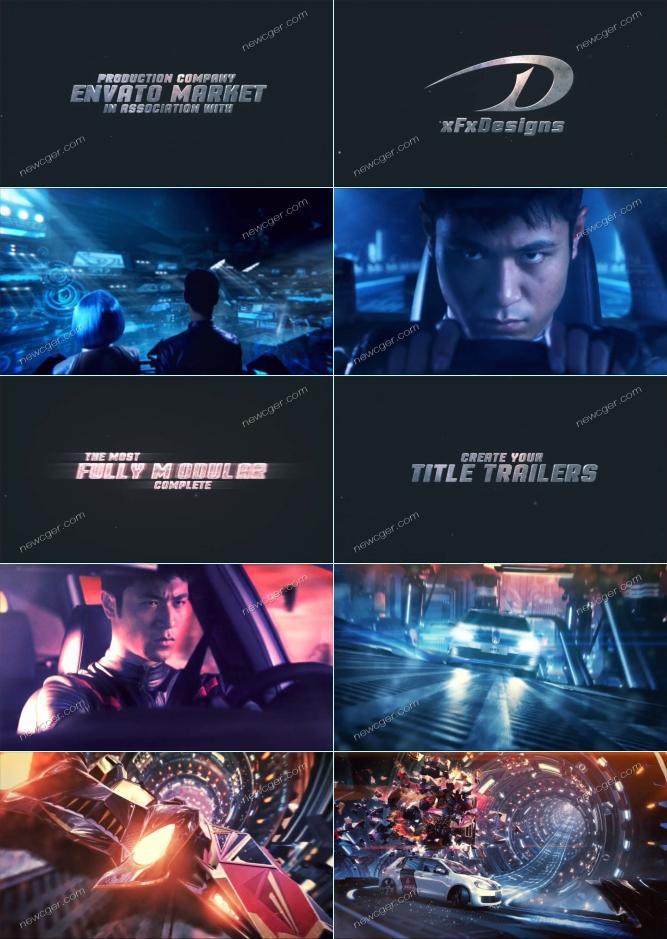 newcger.com
PRODUCTION COMPANY
ENVATO MARKET
IN ASSOCIATION WITH
newcger.com
newcger.com
xFxDesigns
newcger.com
newcger.com
newcger.com
newcger.com
newcger.com
newcger.com
THE MOST
FULLY MODULAR
COMPLETE
newcger.com
newcger.com
CREATE YOUR
TITLE TRAILERS
newcger.com
newcger.com
newcger.com
newcger.com
newcger.com
newcger.com
newcger.com
newcger.com
newcger.com